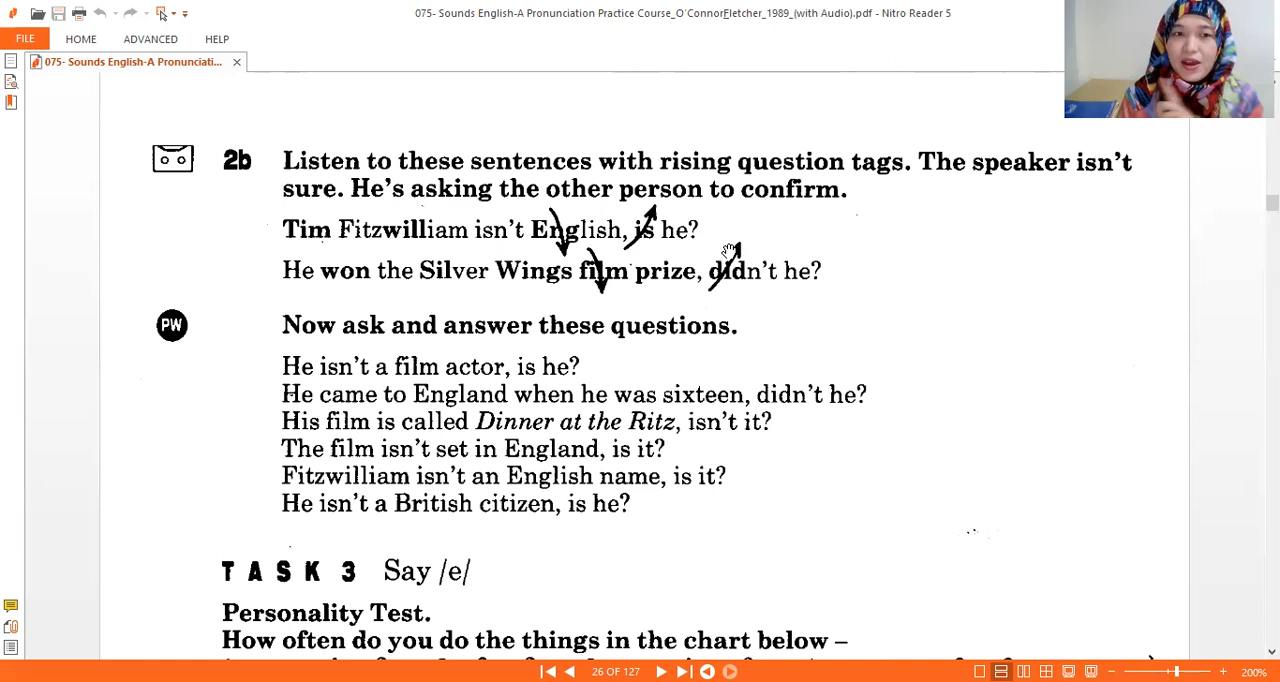 075- Sounds English-A Pronunciation Practice Course_O'ConnorFletcher_1989_(with Audio).pdf - Nitro Reader 5
FILE HOME ADVANCED HELP
075- Sounds English-A Pronunciati...
2b Listen to these sentences with rising question tags. The speaker isn't
sure. He's asking the other person to confirm.
Tim Fitzwilliam isn't English, is he?
He won the Silver Wings film prize, didn't he?
PW Now ask and answer these questions.
He isn't a film actor, is he?
He came to England when he was sixteen, didn't he?
His film is called Dinner at the Ritz, isn't it?
The film isn't set in England, is it?
Fitzwilliam isn't an English name, is it?
He isn't a British citizen, is he?
TASK 3 Say /e/
Personality Test.
How often do you do the things in the chart below –
26 OF 127
200%